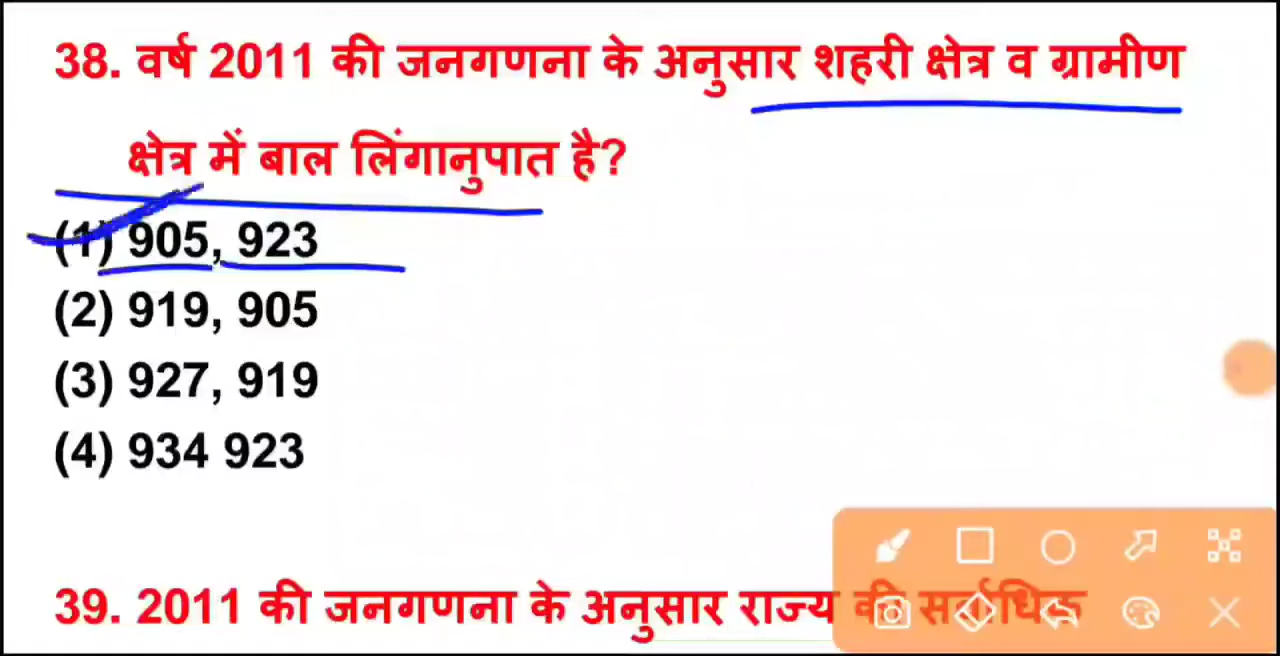 38. वर्ष 2011 की जनगणना के अनुसार शहरी क्षेत्र व ग्रामीण
क्षेत्र में बाल लिंगानुपात है?
(1) 905, 923
(2) 919, 905
(3) 927, 919
(4) 934 923
39. 2011 की जनगणना के अनुसार राज्य की सर्वाधिक